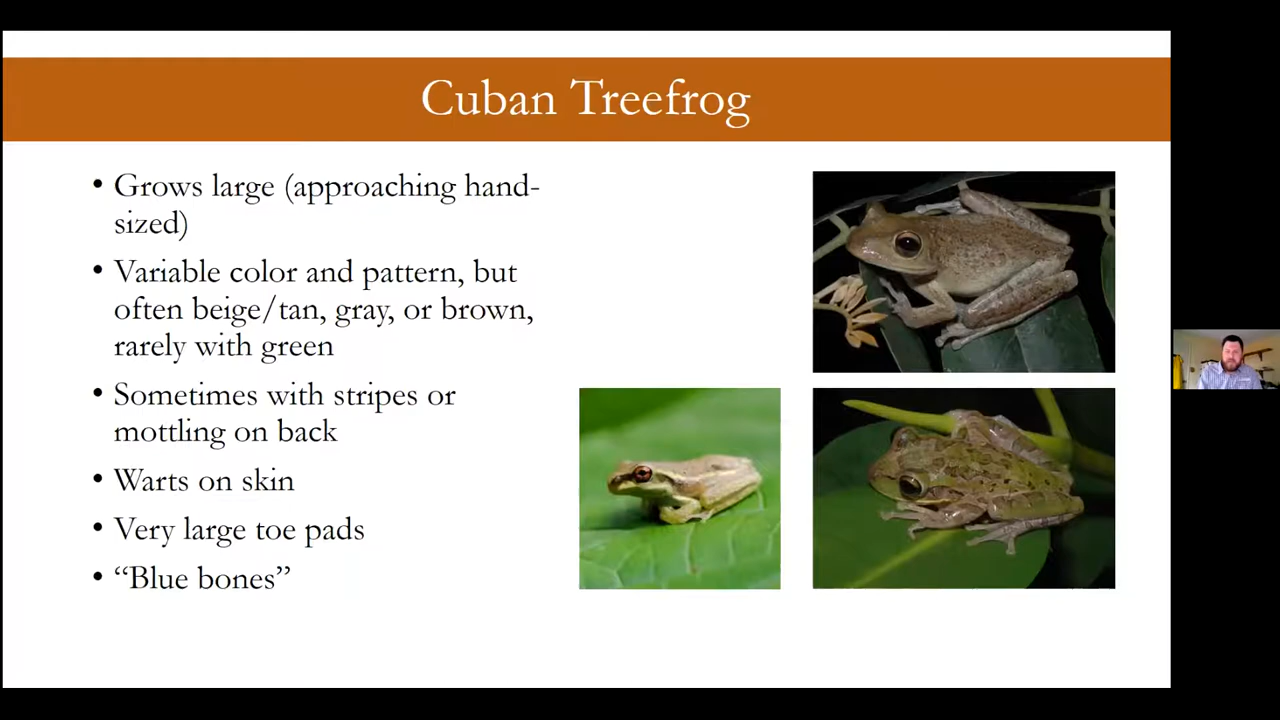 Cuban Treefrog
• Grows large (approaching hand-
sized)
• Variable color and pattern, but
often beige/tan, gray, or brown,
rarely with green
• Sometimes with stripes or
mottling on back
• Warts on skin
• Very large toe pads
• “Blue bones”